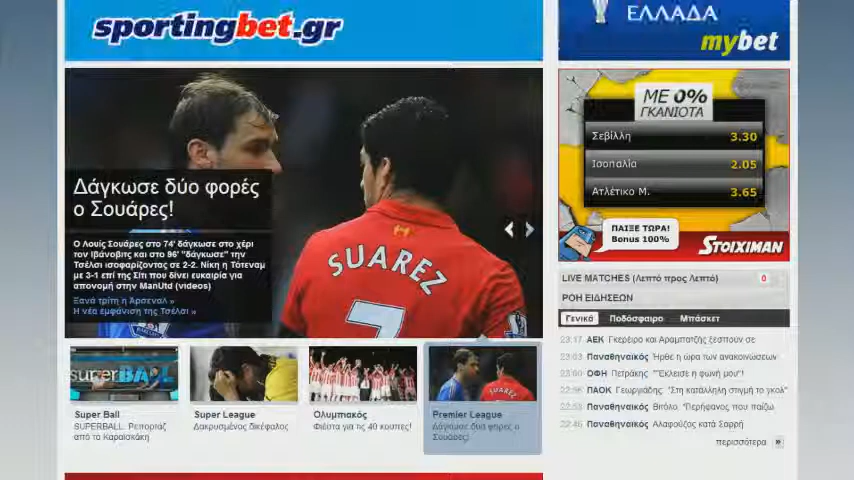 sportingbet.gr
ΕΛΛΑΔΑ
mybet
Δάγκωσε δύο φορές
ο Σουάρες!
Ο Λουίς Σουάρες στο 74' δάγκωσε στο χέρι
τον Ιβάνοβιτς και στο 96' "δάγκωσε" την
Τσέλσι ισοφαρίζοντας σε 2-2. Νίκη η Τότεναμ
με 3-1 επί της Σίτι που δίνει ευκαιρία για
απονομή στην ManUtd (videos)
Ξανά τρίτη η Άρσεναλ »
Η νέα εμφάνιση της Τσέλσι »
SUAREZ
7
ΜΕ 0%
ΓΚΑΝΙΟΤΑ
Σεβίλλη 3.30
Ισοπαλία 2.05
Ατλέτικο Μ. 3.65
ΠΑΙΞΕ ΤΩΡΑ!
Bonus 100%
STOIXIMAN
LIVE MATCHES (Λεπτό προς Λεπτό) 0
ΡΟΗ ΕΙΔΗΣΕΩΝ
Γενικά Ποδόσφαιρο Μπάσκετ
23:17 ΑΕΚ Γκερέιρο και Αραμπατζής ξεσπούν σε
23:03 Παναθηναϊκός Ήρθε η ώρα των ανακοινώσεων
23:00 ΟΦΗ Πετράκης: "Έκλεισε η φωνή μου"!
22:56 ΠΑΟΚ Γεωργιάδης: "Στη κατάλληλη στιγμή το γκολ"
22:53 Παναθηναϊκός Βιτόλο: "Περήφανος που παίζω
22:46 Παναθηναϊκός Αλαφούζος κατά Σαρρή
περισσότερα »
super BALL
Super Ball
SUPERBALL: Ρεπορτάζ
από το Καραϊσκάκη
Super League
Δακρυσμένος δικέφαλος
Ολυμπιακός
Φιέστα για τις 40 κούπες!
SUAREZ
Premier League
Δάγκωσε δύο φορές ο
Σουάρες!